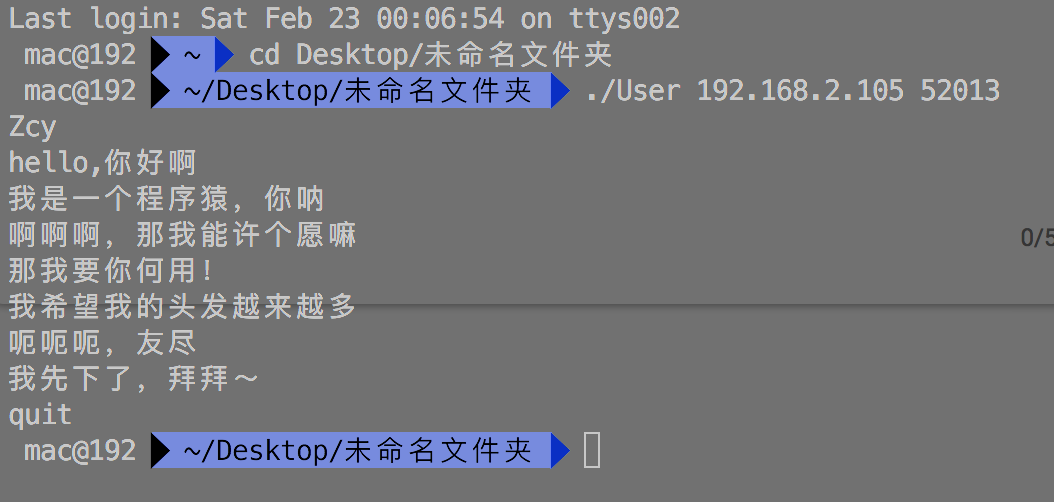 Last login: Sat Feb 23 00:06:54 on ttys002
mac@192 ~ cd Desktop/未命名文件夹
mac@192 ~/Desktop/未命名文件夹 ./User 192.168.2.105 52013
Zcy
hello,你好啊
我是一个程序猿，你呐
啊啊啊，那我能许个愿嘛
0/5
那我要你何用！
我希望我的头发越来越多
呃呃呃，友尽
我先下了，拜拜～
quit
mac@192 ~/Desktop/未命名文件夹